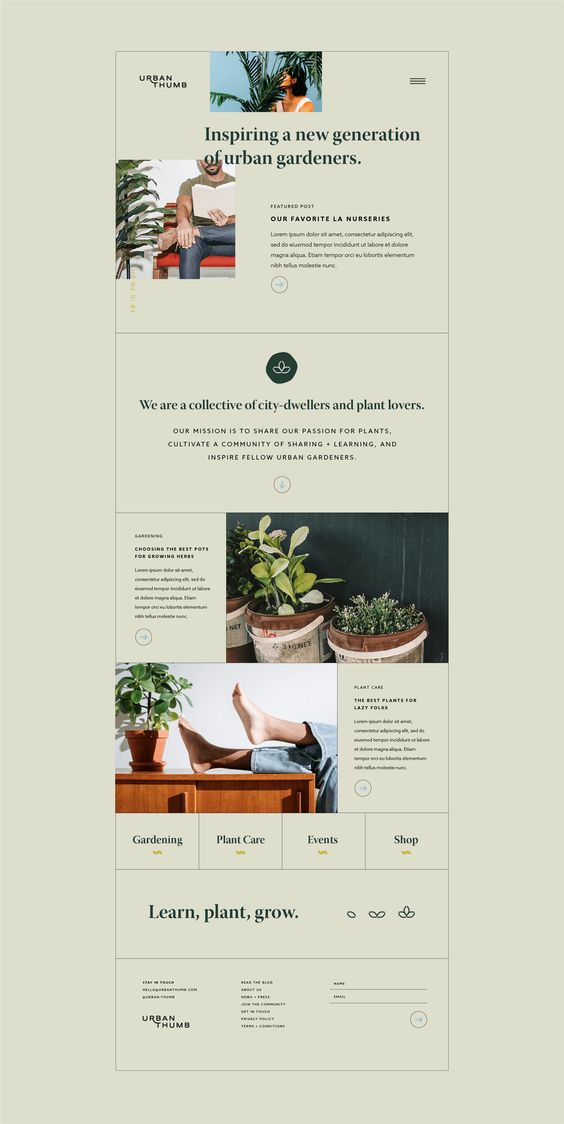 URBAN
THUMB
Inspiring a new generation
of urban gardeners.
FEATURED POST
OUR FAVORITE LA NURSERIES
Lorem ipsum dolor sit amet, consectetur adipiscing elit,
sed do eiusmod tempor incididunt ut labore et dolore
magna aliqua. Etiam tempor orci eu lobortis elementum
nibh tellus molestie nunc.
FB IG PN
We are a collective of city-dwellers and plant lovers.
OUR MISSION IS TO SHARE OUR PASSION FOR PLANTS,
CULTIVATE A COMMUNITY OF SHARING + LEARNING, AND
INSPIRE FELLOW URBAN GARDENERS.
GARDENING
CHOOSING THE BEST POTS
FOR GROWING HERBS
Lorem ipsum dolor sit amet,
consectetur adipiscing elit, sed do
eiusmod tempor incididunt ut labore
et dolore magna aliqua. Etiam
tempor orci eu lobortis elementum
nibh tellus molestie nunc.
NET
3 kg NET
PLANT CARE
THE BEST PLANTS FOR
LAZY FOLKS
Lorem ipsum dolor sit amet,
consectetur adipiscing elit, sed do
eiusmod tempor incididunt ut labore
et dolore magna aliqua. Etiam
tempor orci eu lobortis elementum
nibh tellus molestie nunc.
Gardening
Plant Care
Events
Shop
Learn, plant, grow.
STAY IN TOUCH
HELLO@URBANTHUMB.COM
@URBAN.THUMB
URBAN
THUMB
READ THE BLOG
ABOUT US
NEWS + PRESS
JOIN THE COMMUNITY
GET IN TOUCH
PRIVACY POLICY
TERMS + CONDITIONS
NAME
EMAIL